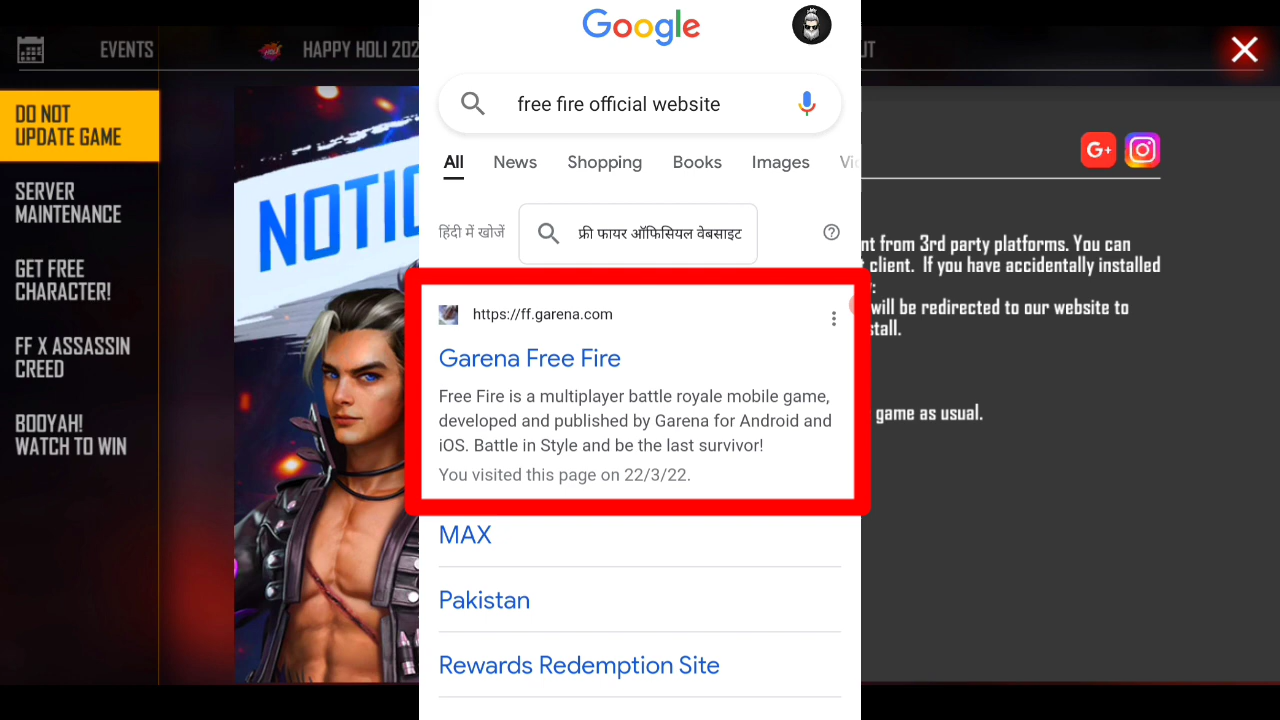 EVENTS
HAPPY HOLI 202
DO NOT
UPDATE GAME
SERVER
MAINTENANCE
GET FREE
CHARACTER!
FF X ASSASSIN
CREED
BOOYAH!
WATCH TO WIN
NOTIC
Google
free fire official website
All News Shopping Books Images Vi
हिंदी में खोजें
फ्री फायर ऑफिसियल वेबसाइट
https://ff.garena.com
Garena Free Fire
Free Fire is a multiplayer battle royale mobile game,
developed and published by Garena for Android and
iOS. Battle in Style and be the last survivor!
You visited this page on 22/3/22.
MAX
Pakistan
Rewards Redemption Site
UT
G+
nt from 3rd party platforms. You can
client. If you have accidentally installed
will be redirected to our website to
stall.
game as usual.